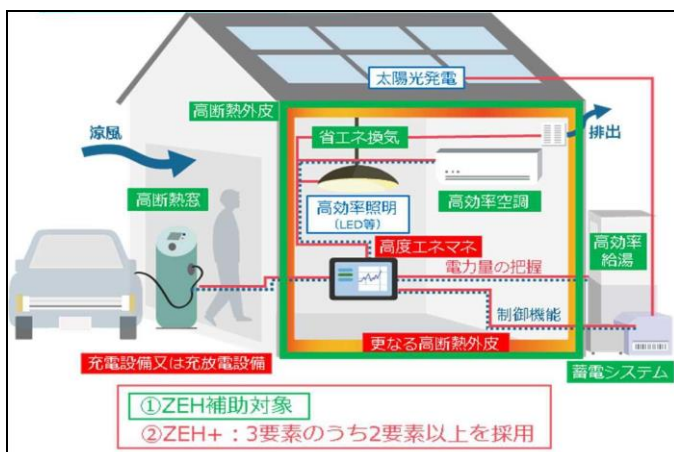 太陽光発電
高断熱外皮
涼風
省エネ換気
排出
高断熱窓
高効率空調
高効率照明
(LED等)
高効率
給湯
高度エネマネ
電力量の把握
制御機能
更なる高断熱外皮
充電設備又は充放電設備
蓄電システム
①ZEH補助対象
②ZEH+：3要素のうち2要素以上を採用